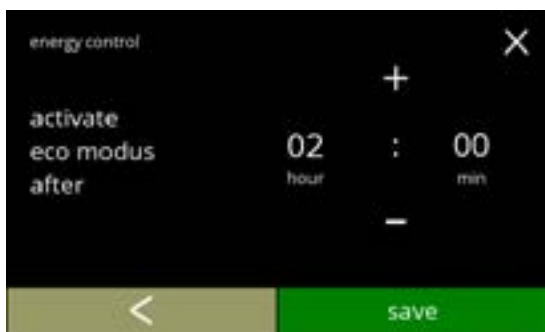 energy control
activate
eco modus
after
+
02 : 00
hour min
-
< save